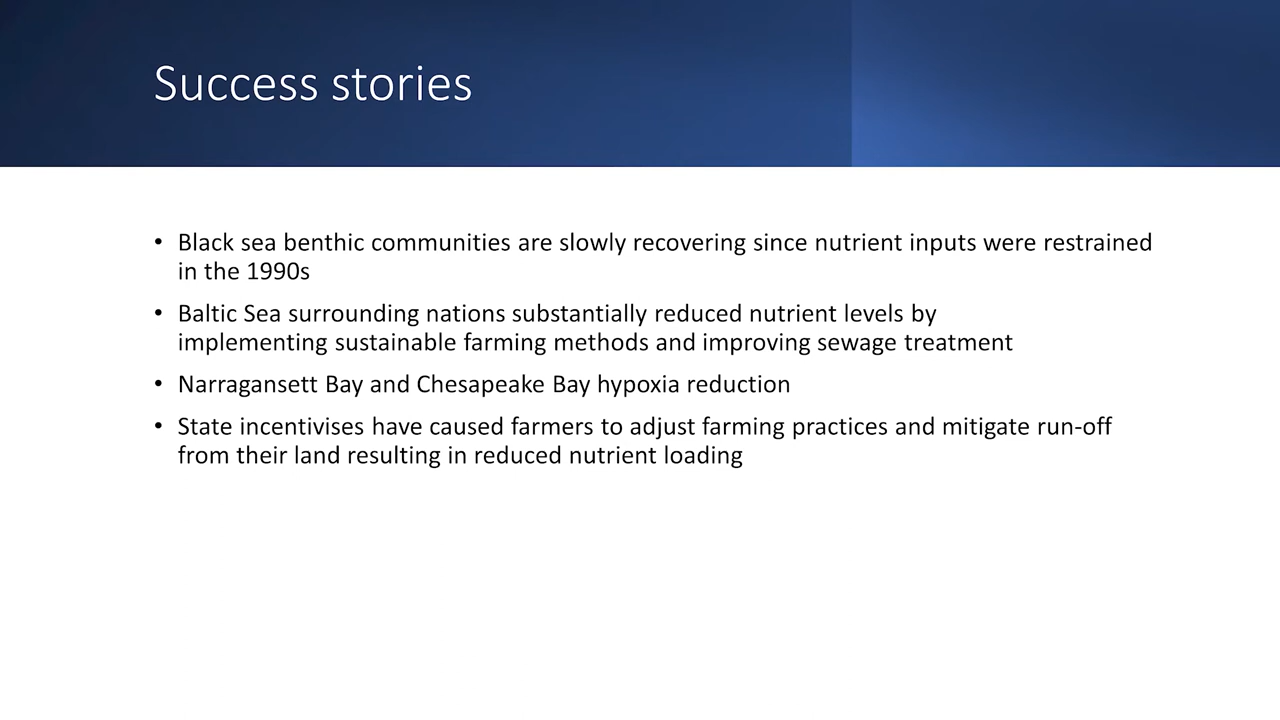 Success stories
• Black sea benthic communities are slowly recovering since nutrient inputs were restrained
in the 1990s
• Baltic Sea surrounding nations substantially reduced nutrient levels by
implementing sustainable farming methods and improving sewage treatment
• Narragansett Bay and Chesapeake Bay hypoxia reduction
• State incentivises have caused farmers to adjust farming practices and mitigate run-off
from their land resulting in reduced nutrient loading